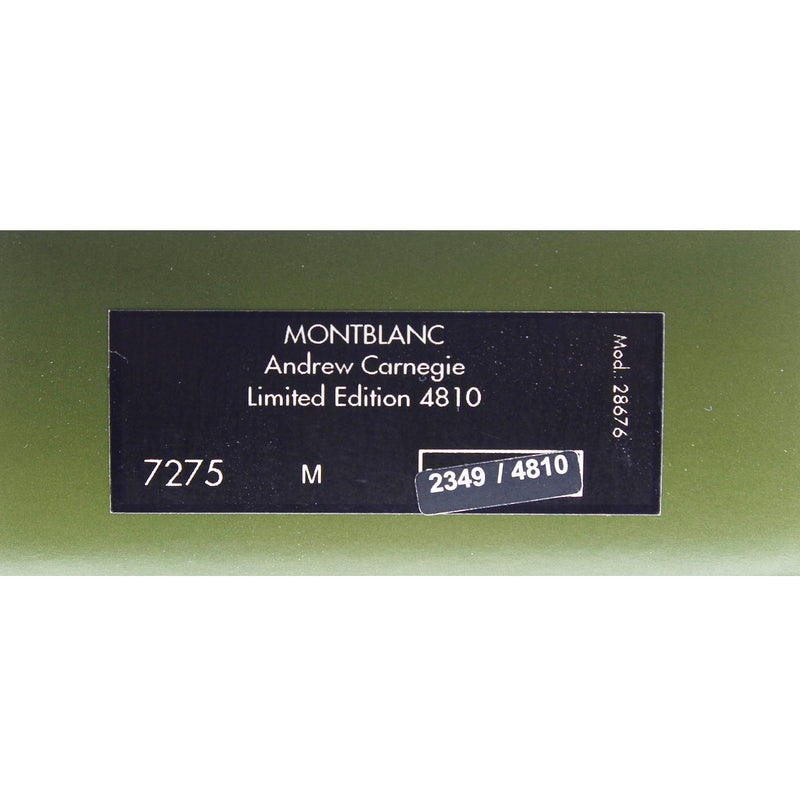 MONTBLANC
Andrew Carnegie
Limited Edition 4810
Mod. 28676
7275 M 2349 / 4810